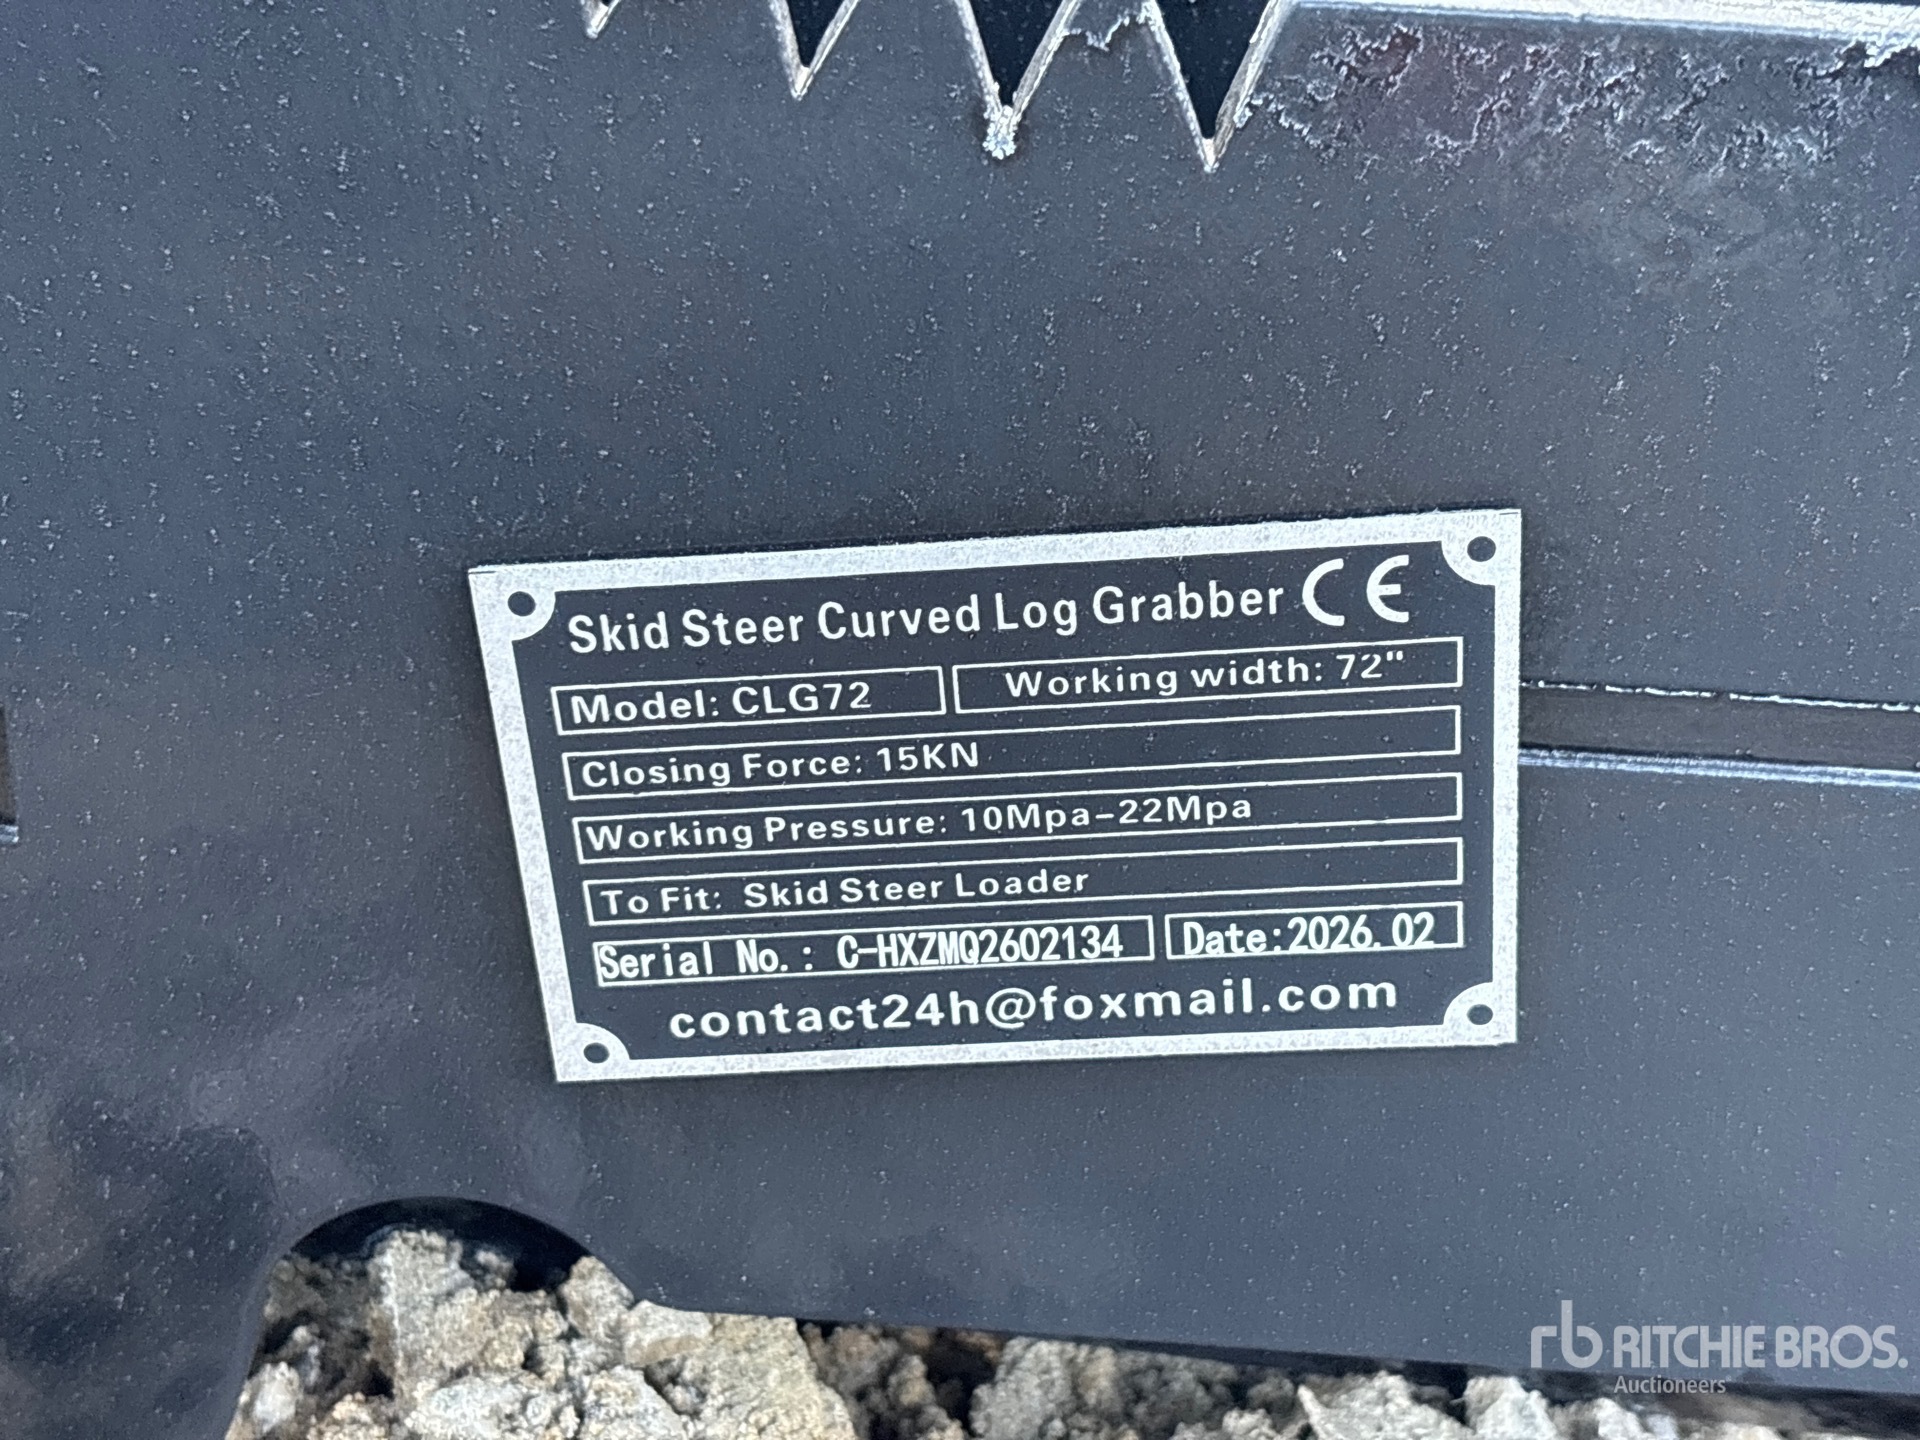 Skid Steer Curved Log Grabber CE
Model: CLG72
Working width: 72"
Closing Force: 15KN
Working Pressure: 10Mpa-22Mpa
To Fit: Skid Steer Loader
Serial No.: C-HXZMQ2602134
Date:2026.02
contact24h@foxmail.com
rb RITCHIE BROS.
Auctioneers